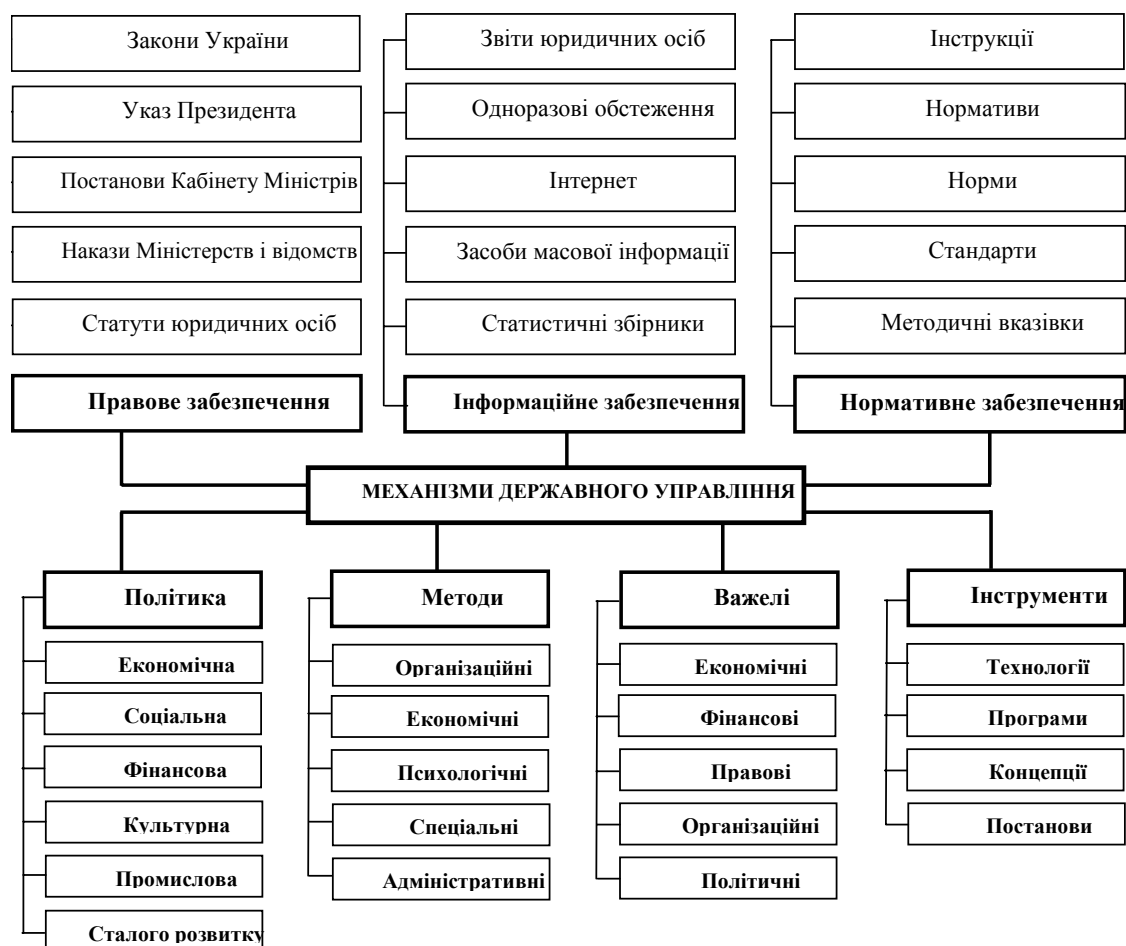 Закони України
Указ Президента
Постанови Кабінету Міністрів
Накази Міністерств і відомств
Статути юридичних осіб
Правове забезпечення
Звіти юридичних осіб
Одноразові обстеження
Інтернет
Засоби масової інформації
Статистичні збірники
Інформаційне забезпечення
Інструкції
Нормативи
Норми
Стандарти
Методичні вказівки
Нормативне забезпечення
МЕХАНІЗМИ ДЕРЖАВНОГО УПРАВЛІННЯ
Політика
Економічна
Соціальна
Фінансова
Культурна
Промислова
Сталого розвитку
Методи
Організаційні
Економічні
Психологічні
Спеціальні
Адміністративні
Важелі
Економічні
Фінансові
Правові
Організаційні
Політичні
Інструменти
Технології
Програми
Концепції
Постанови